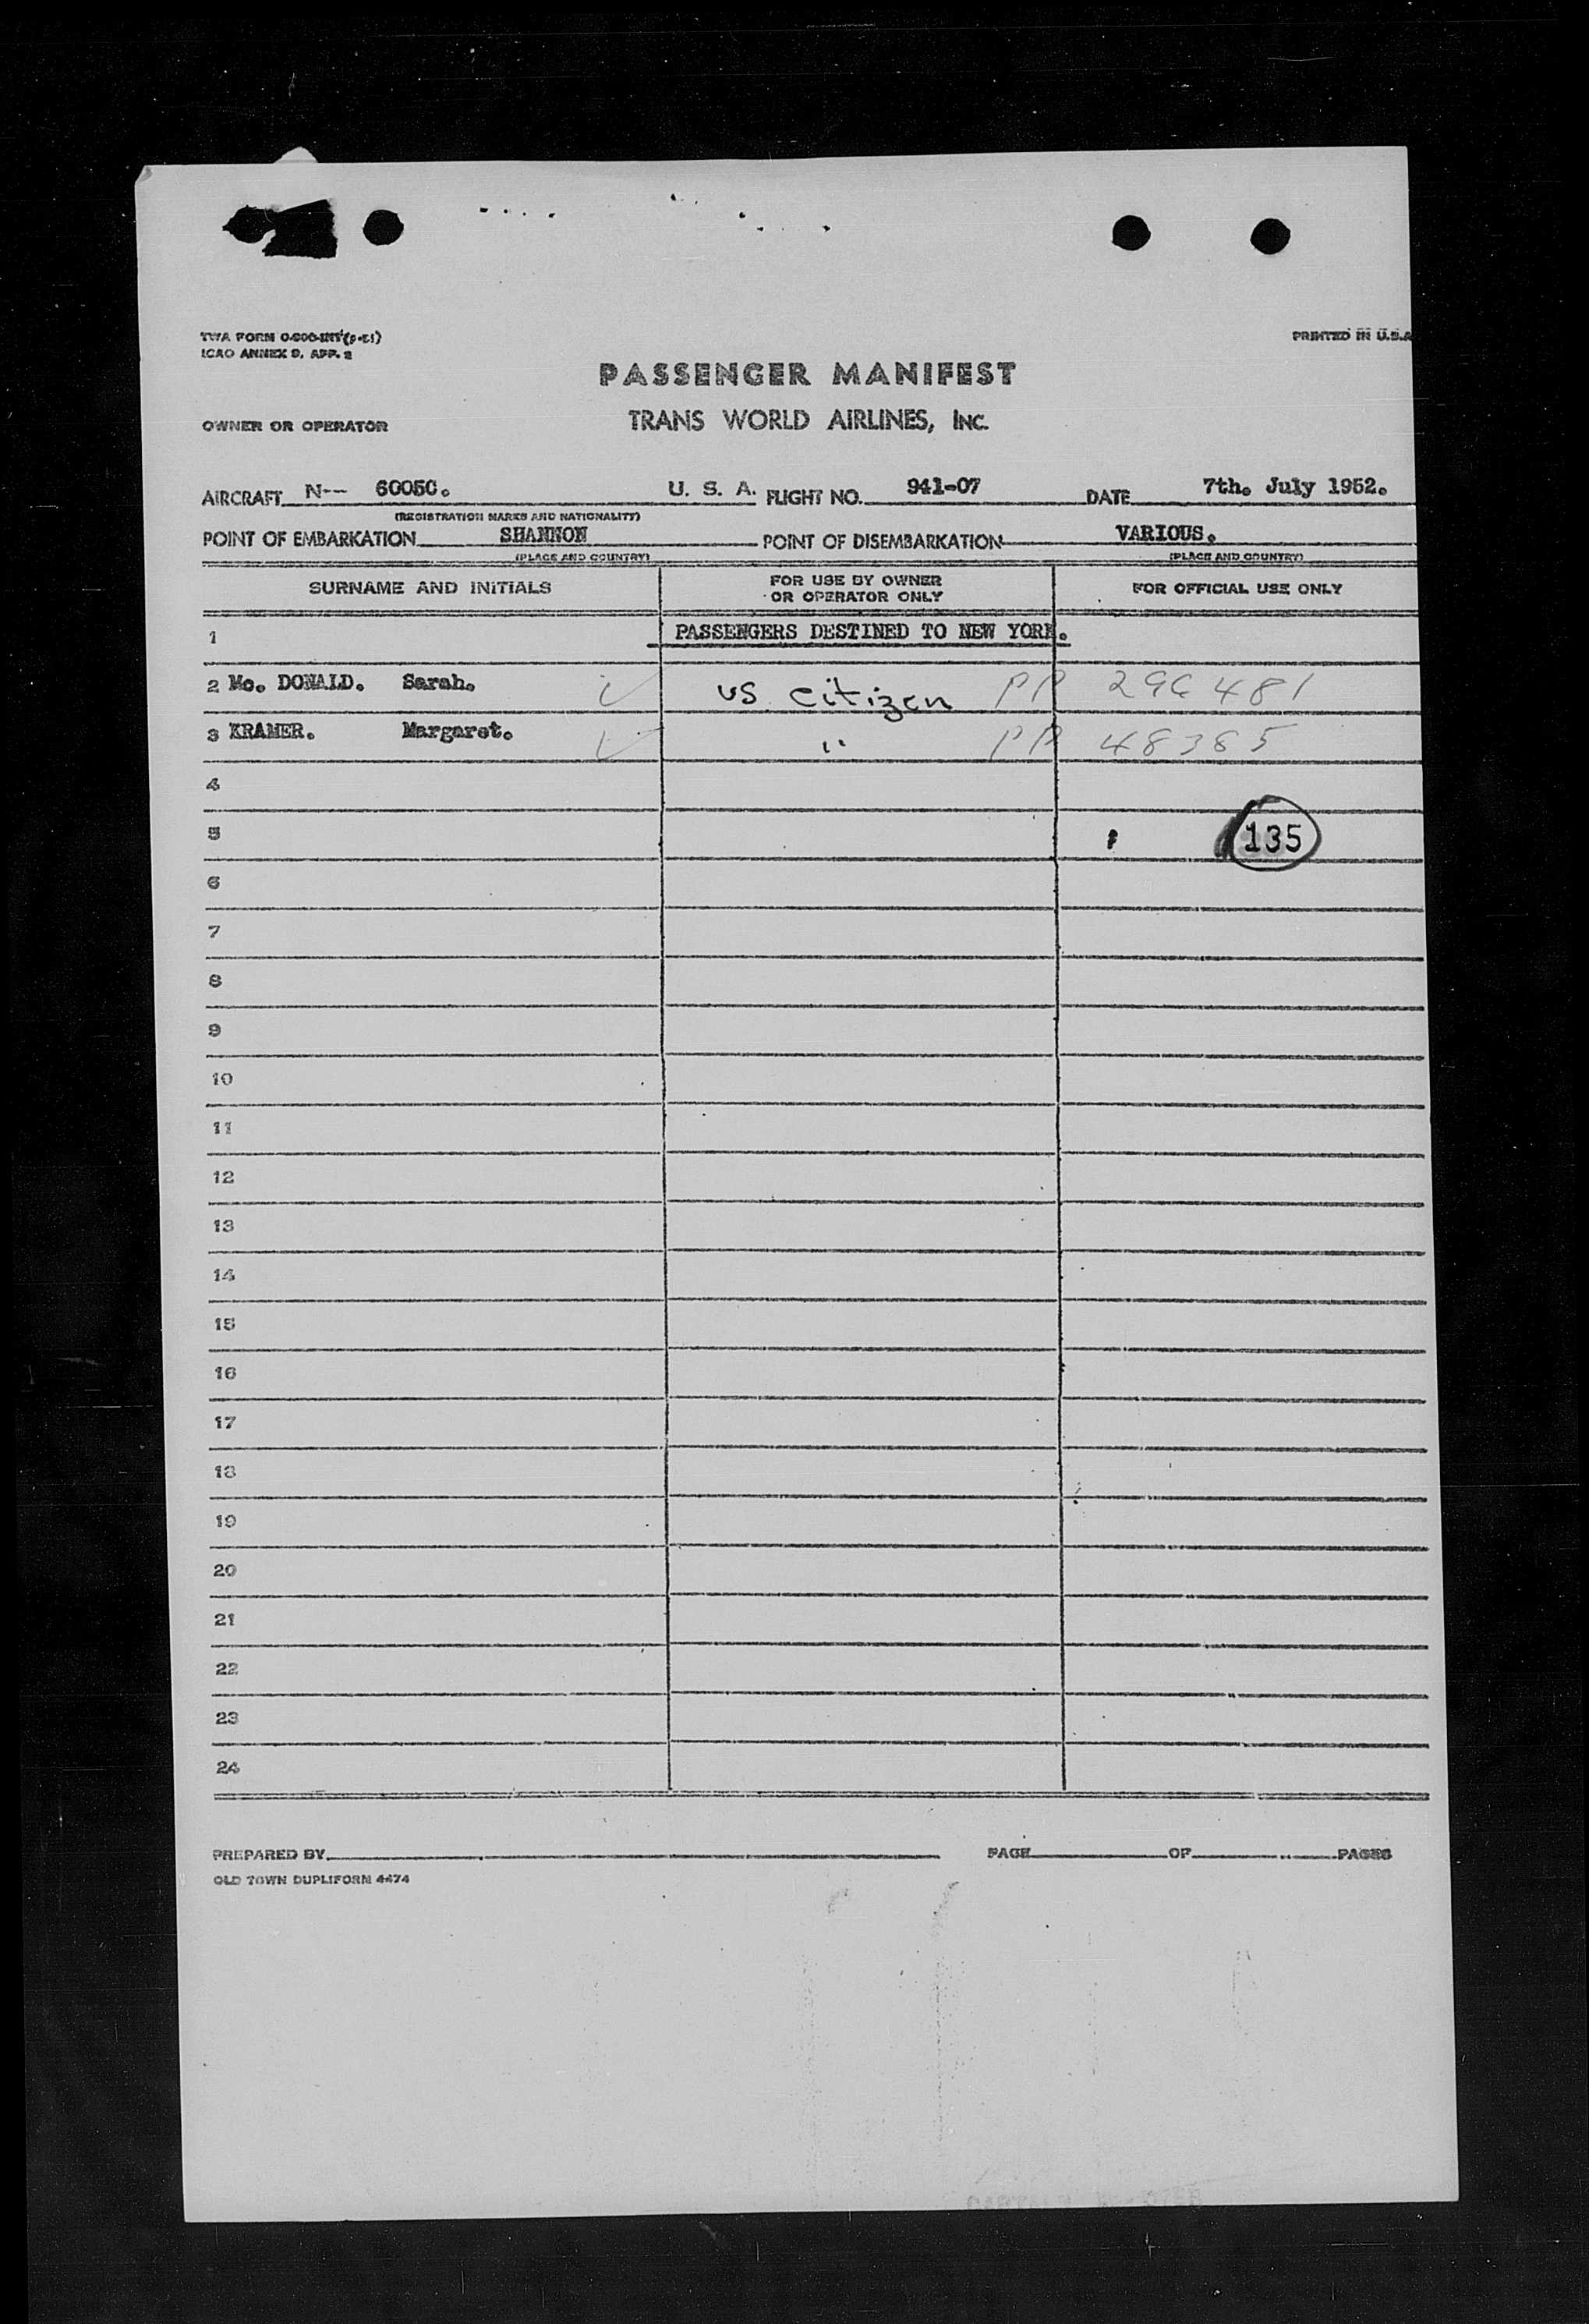 TWA FORM
ICAO ANNEX 9, APP. 2
PRINTED IN U.S.A
PASSENGER MANIFEST
OWNER OR OPERATOR TRANS WORLD AIRLINES, INC.
AIRCRAFT N-- 6005C. U. S. A. FLIGHT NO. 941-07 DATE 7th. July 1952.
(REGISTRATION MARKS AND NATIONALITY)
POINT OF EMBARKATION SHANNON POINT OF DISEMBARKATION VARIOUS.
(PLACE AND COUNTRY) (PLACE AND COUNTRY)
SURNAME AND INITIALS FOR USE BY OWNER OR OPERATOR ONLY FOR OFFICIAL USE ONLY
1 PASSENGERS DESTINED TO NEW YORK.
2 Mc. DONALD. Sarah. ✓ US citizen PP 296481
3 KRAMER. Margaret. ✓ " PP 48385
4
5 135
6
7
8
9
10
11
12
13
14
15
16
17
18
19
20
21
22
23
24
PREPARED BY PAGE OF PAGES
OLD TOWN DUPLIFORM 4474